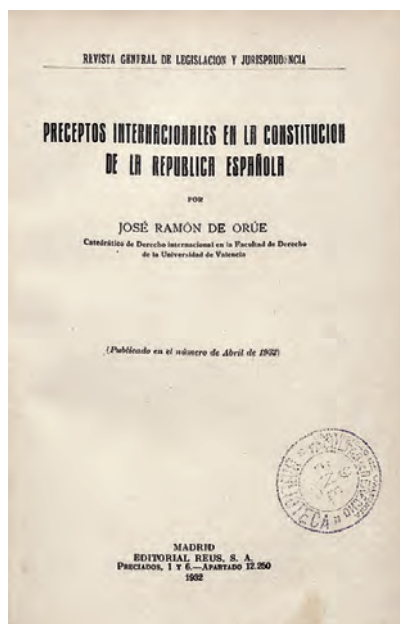 REVISTA GENERAL DE LEGISLACION Y JURISPRUDENCIA
PRECEPTOS INTERNACIONALES EN LA CONSTITUCION
DE LA REPUBLICA ESPAÑOLA
POR
JOSÉ RAMÓN DE ORÚE
Catedrático de Derecho internacional en la Facultad de Derecho
de la Universidad de Valencia
(Publicado en el número de Abril de 1932)
MADRID
EDITORIAL REUS, S. A.
PRECIADOS, 1 Y 6.—APARTADO 12.250
1932